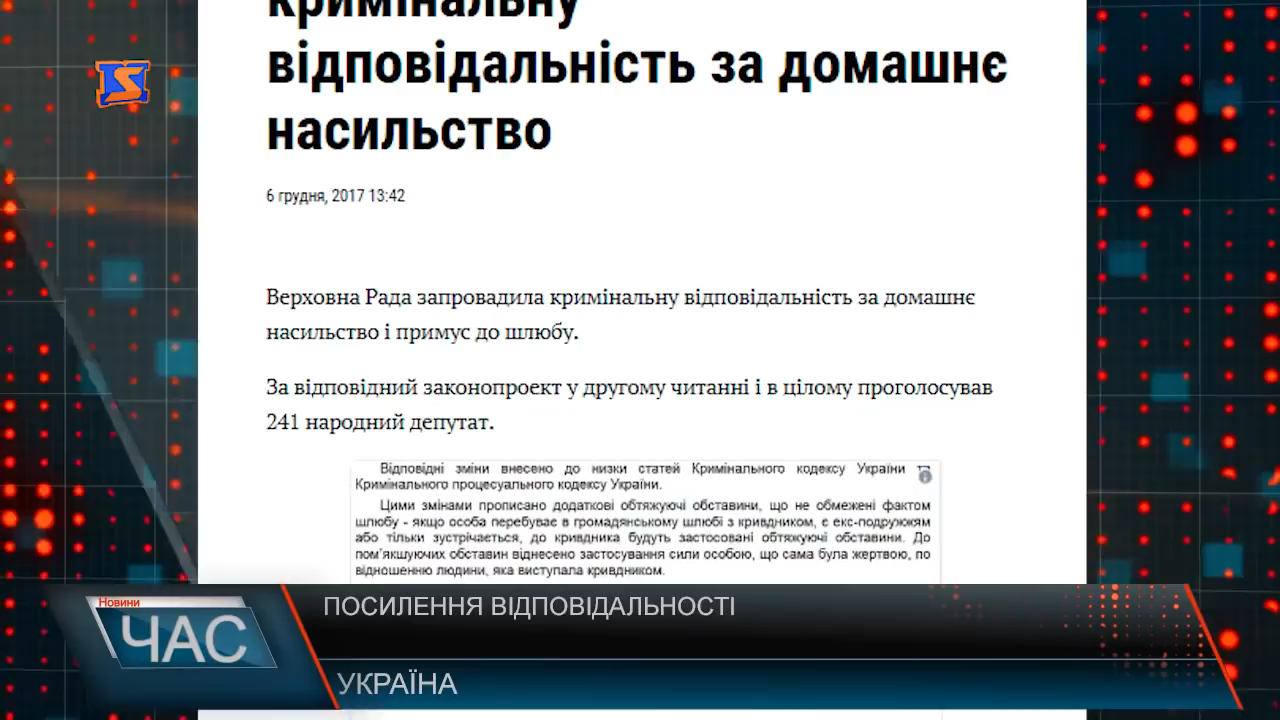 кримінальну
відповідальність за домашнє
насильство
6 грудня, 2017 13:42
Верховна Рада запровадила кримінальну відповідальність за домашнє
насильство і примус до шлюбу.
За відповідний законопроект у другому читанні і в цілому проголосував
241 народний депутат.
Відповідні зміни внесено до низки статей Кримінального кодексу України
Кримінального процесуального кодексу України.
Цими змінами прописано додаткові обтяжуючі обставини, що не обмежені фактом
шлюбу - якщо особа перебуває в громадянському шлюбі з кривдником, є екс-подружжям
або тільки зустрічається, до кривдника будуть застосовані обтяжуючі обставини. До
пом'якшуючих обставин віднесено застосування сили особою, що сама була жертвою, по
відношенню людини, яка виступала кривдником.
Новини
ЧАС
ПОСИЛЕННЯ ВІДПОВІДАЛЬНОСТІ
УКРАЇНА